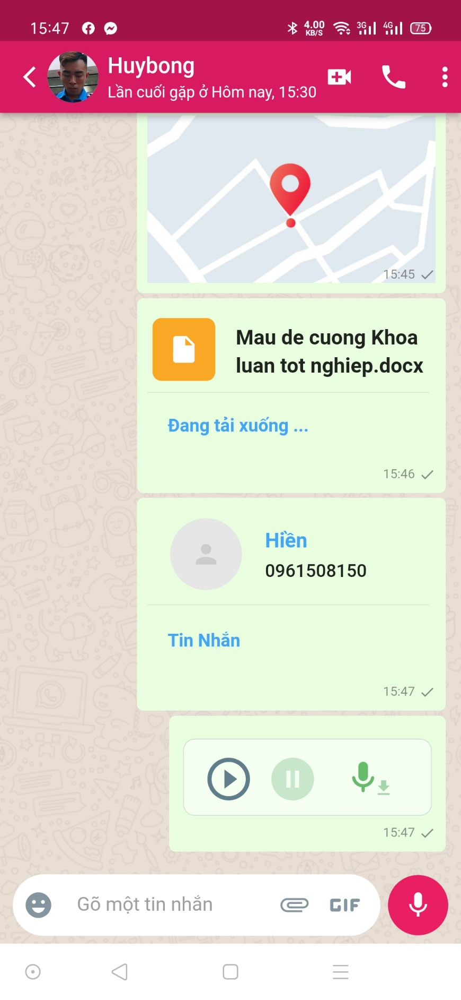 15:47 4.00 KB/S 3G 4G 75
Huybong
Lần cuối gặp ở Hôm nay, 15:30
15:45
Mau de cuong Khoa
luan tot nghiep.docx
Đang tải xuống ...
15:46
Hiền
0961508150
Tin Nhắn
15:47
15:47
Gõ một tin nhắn GIF